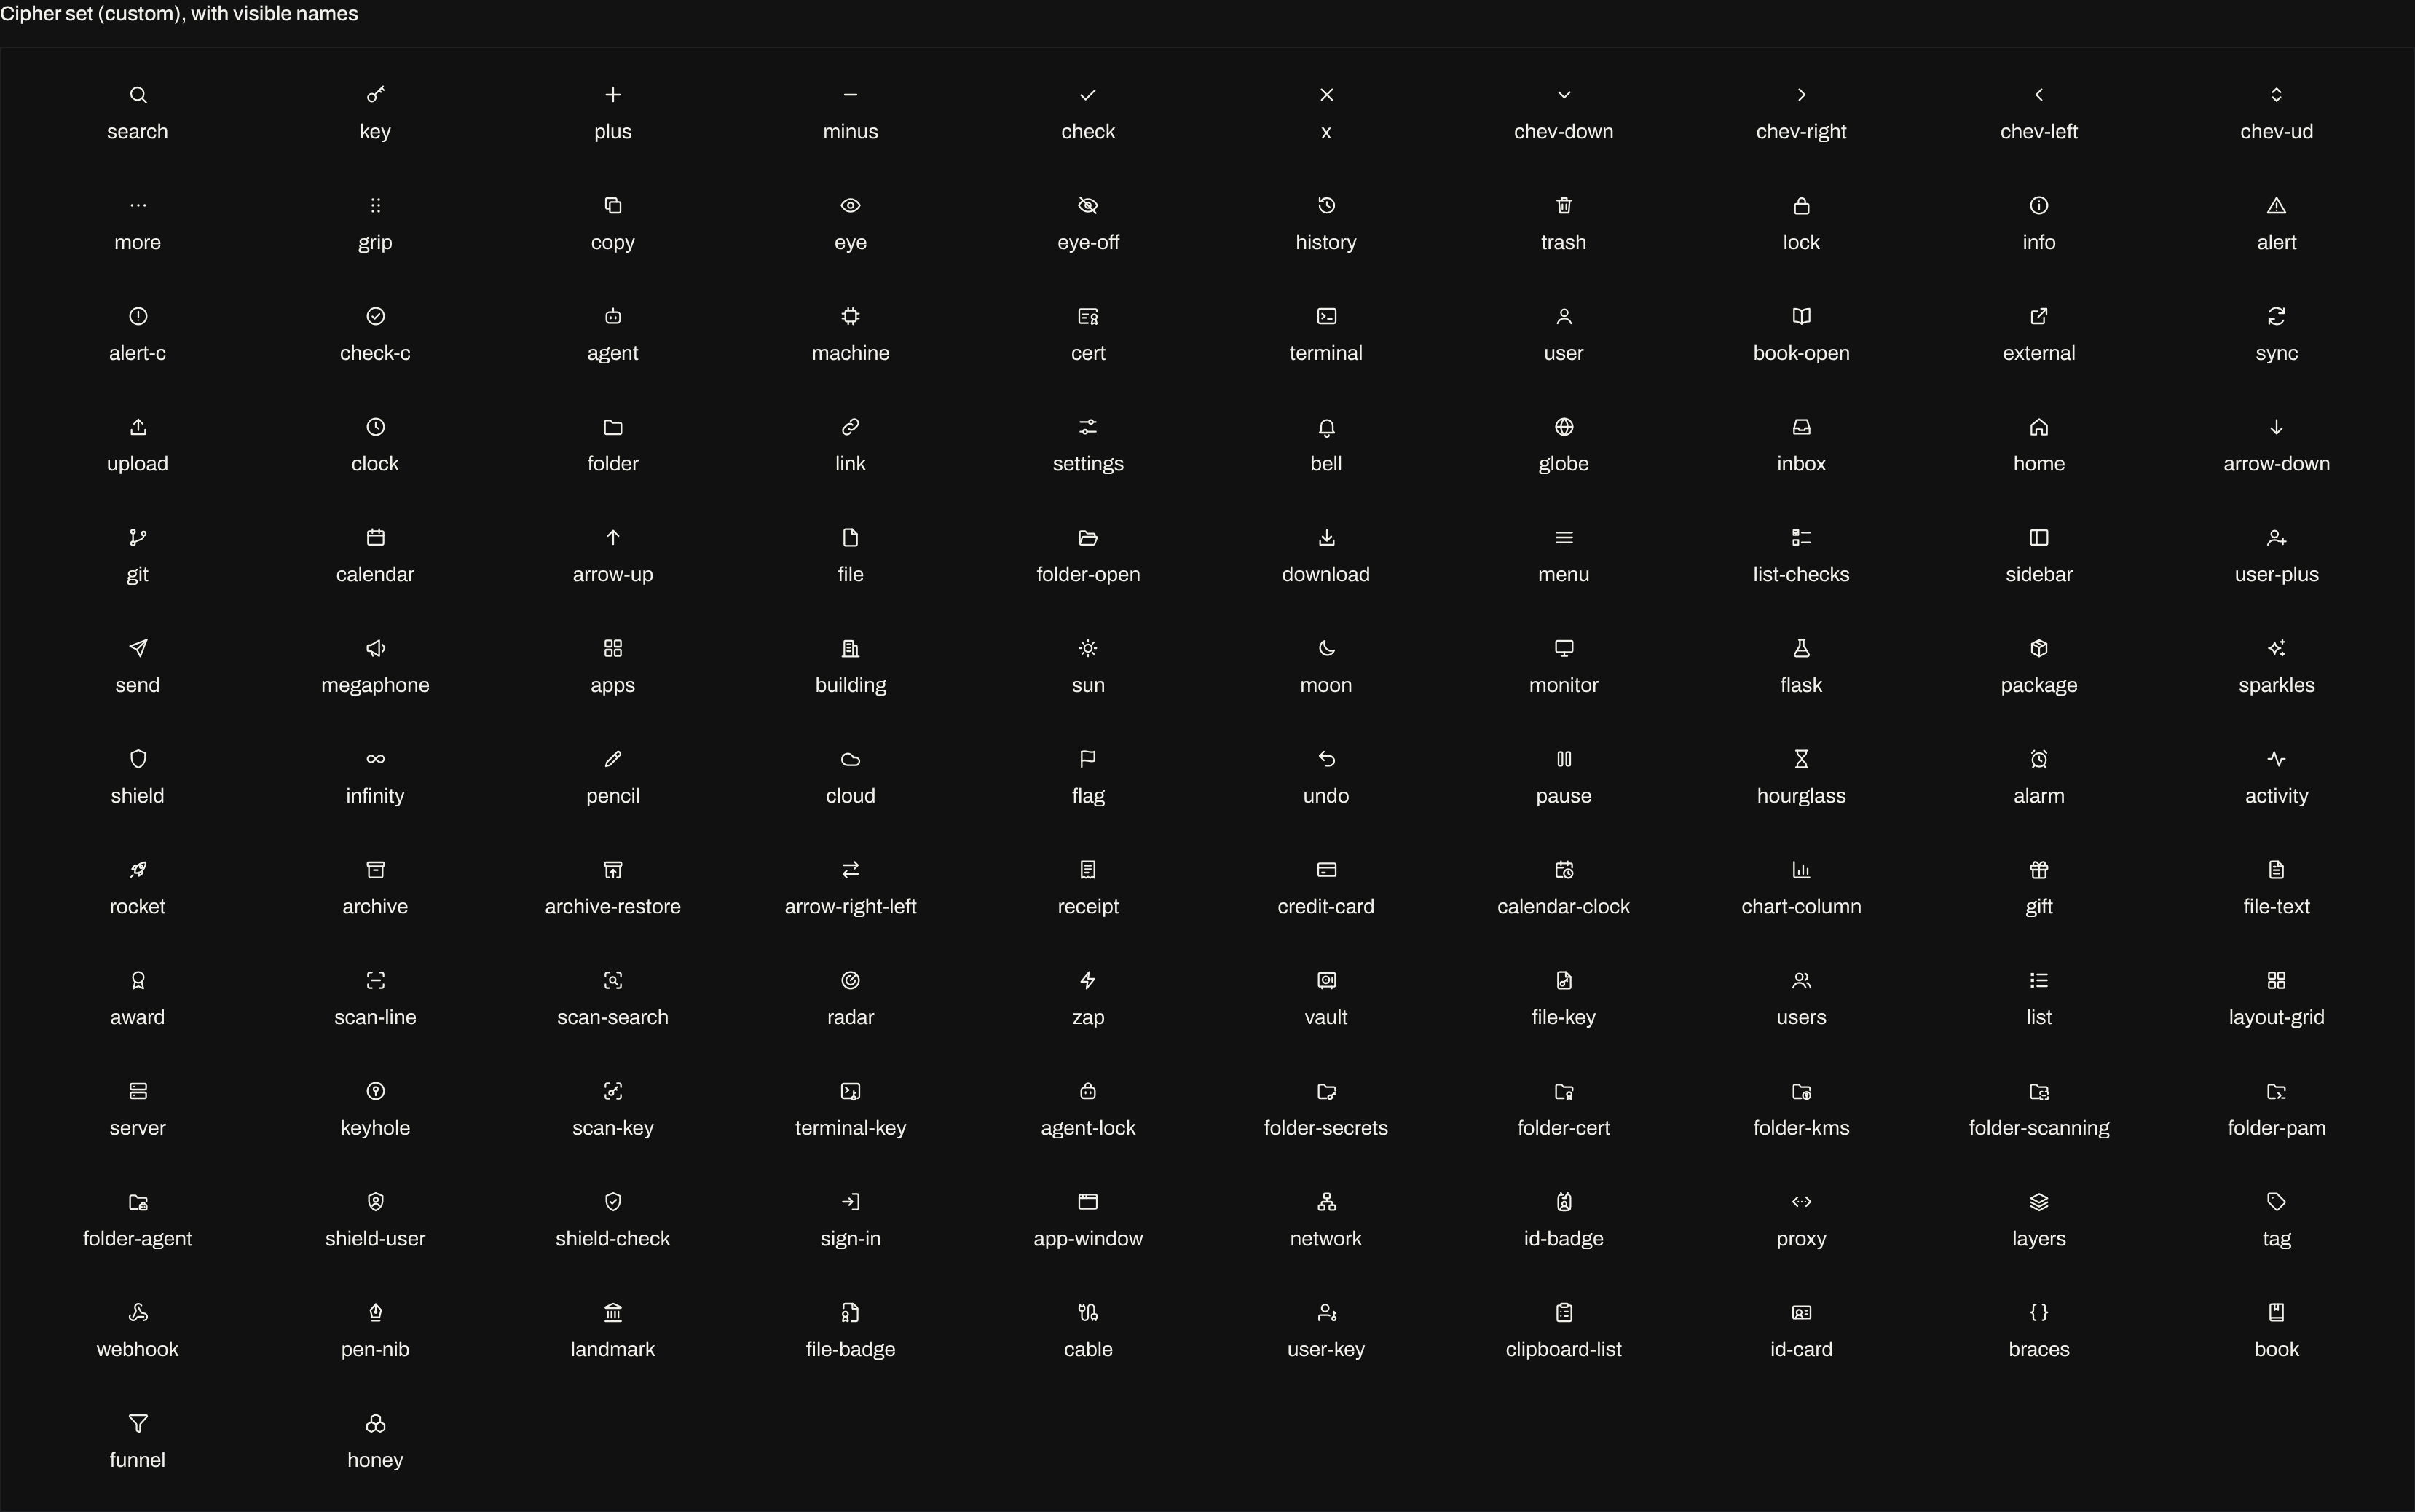 Cipher set (custom), with visible names
search key plus minus check x chev-down chev-right chev-left chev-ud
more grip copy eye eye-off history trash lock info alert
alert-c check-c agent machine cert terminal user book-open external sync
upload clock folder link settings bell globe inbox home arrow-down
git calendar arrow-up file folder-open download menu list-checks sidebar user-plus
send megaphone apps building sun moon monitor flask package sparkles
shield infinity pencil cloud flag undo pause hourglass alarm activity
rocket archive archive-restore arrow-right-left receipt credit-card calendar-clock chart-column gift file-text
award scan-line scan-search radar zap vault file-key users list layout-grid
server keyhole scan-key terminal-key agent-lock folder-secrets folder-cert folder-kms folder-scanning folder-pam
folder-agent shield-user shield-check sign-in app-window network id-badge proxy layers tag
webhook pen-nib landmark file-badge cable user-key clipboard-list id-card braces book
funnel honey